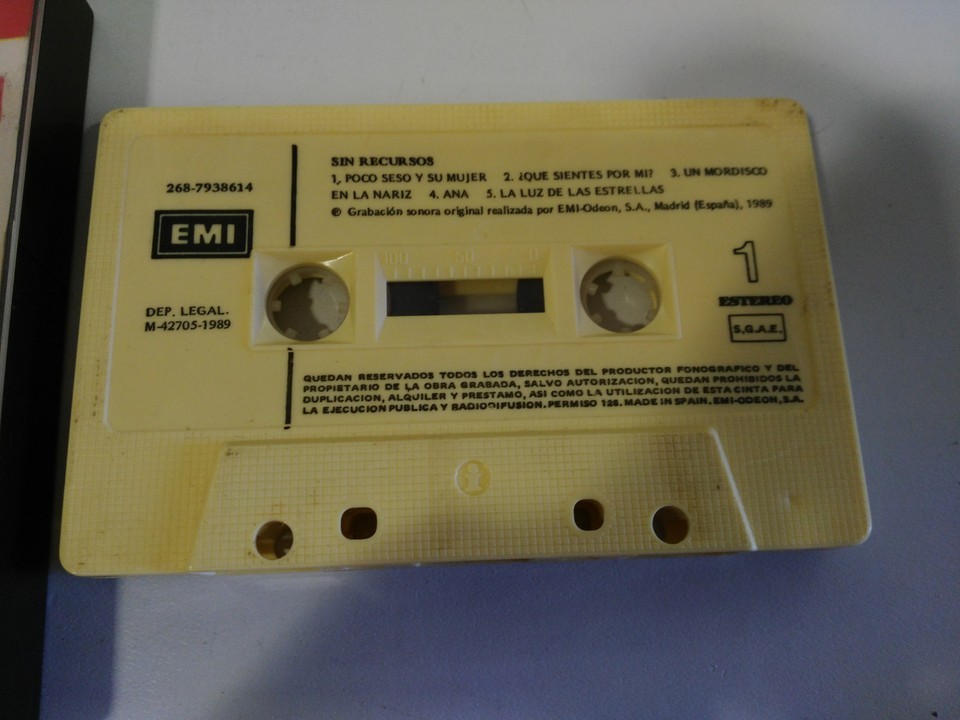 SIN RECURSOS
1, POCO SESO Y SU MUJER 2. ¿QUE SIENTES POR MI? 3. UN MORDISCO
EN LA NARIZ 4. ANA 5. LA LUZ DE LAS ESTRELLAS
℗ Grabación sonora original realizada por EMI-Odeon, S.A., Madrid (España), 1989
268-7938614
EMI
100 50 0
1
ESTEREO
S.G.A.E.
DEP. LEGAL.
M-42705-1989
QUEDAN RESERVADOS TODOS LOS DERECHOS DEL PRODUCTOR FONOGRAFICO Y DEL
PROPIETARIO DE LA OBRA GRABADA, SALVO AUTORIZACION, QUEDAN PROHIBIDOS LA
DUPLICACION, ALQUILER Y PRESTAMO, ASI COMO LA UTILIZACION DE ESTA CINTA PARA
LA EJECUCION PUBLICA Y RADIODIFUSION. PERMISO 128. MADE IN SPAIN. EMI-ODEON, S.A.